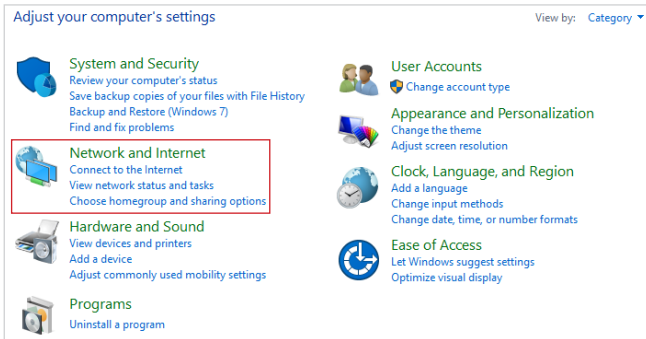 Adjust your computer's settings
View by: Category
System and Security
Review your computer's status
Save backup copies of your files with File History
Backup and Restore (Windows 7)
Find and fix problems
Network and Internet
Connect to the Internet
View network status and tasks
Choose homegroup and sharing options
Hardware and Sound
View devices and printers
Add a device
Adjust commonly used mobility settings
Programs
Uninstall a program
User Accounts
Change account type
Appearance and Personalization
Change the theme
Adjust screen resolution
Clock, Language, and Region
Add a language
Change input methods
Change date, time, or number formats
Ease of Access
Let Windows suggest settings
Optimize visual display